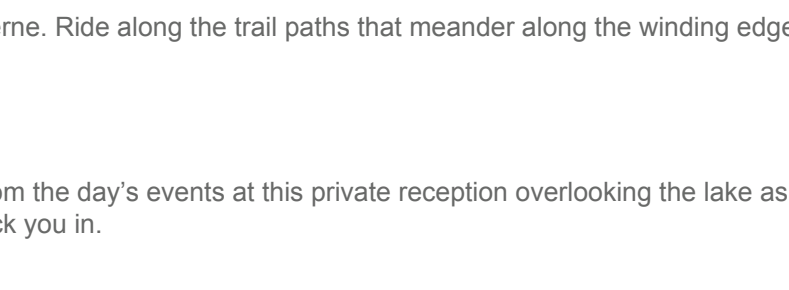 erne. Ride along the trail paths that meander along the winding edge
om the day’s events at this private reception overlooking the lake as
ck you in.